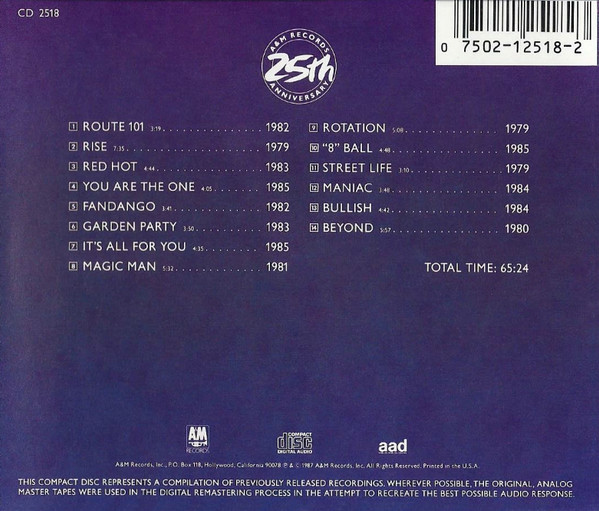 CD 2518
0 7502-12518-2
A&M RECORDS
25th
ANNIVERSARY
1 ROUTE 101 3:19 . . . . . . . . . . . . . . . . 1982
2 RISE 7:35 . . . . . . . . . . . . . . . . . . . . . 1979
3 RED HOT 4:44 . . . . . . . . . . . . . . . . . 1983
4 YOU ARE THE ONE 4:05 . . . . . . . . 1985
5 FANDANGO 3:41 . . . . . . . . . . . . . . 1982
6 GARDEN PARTY 3:50 . . . . . . . . . . . 1983
7 IT'S ALL FOR YOU 4:35 . . . . . . . . . . 1985
8 MAGIC MAN 5:32 . . . . . . . . . . . . . . 1981
9 ROTATION 5:08 . . . . . . . . . . . . . . . 1979
10 "8" BALL 4:48 . . . . . . . . . . . . . . . . . 1985
11 STREET LIFE 3:10 . . . . . . . . . . . . . . 1979
12 MANIAC 3:48 . . . . . . . . . . . . . . . . . 1984
13 BULLISH 4:42 . . . . . . . . . . . . . . . . . 1984
14 BEYOND 5:57 . . . . . . . . . . . . . . . . . 1980
TOTAL TIME: 65:24
A&M
RECORDS
COMPACT
disc
DIGITAL AUDIO
aad
A&M Records, Inc., P.O. Box 118, Hollywood, California 90078 ℗ & © 1987 A&M Records, Inc. All Rights Reserved. Printed in the U.S.A.
THIS COMPACT DISC REPRESENTS A COMPILATION OF PREVIOUSLY RELEASED RECORDINGS. WHEREVER POSSIBLE, THE ORIGINAL, ANALOG
MASTER TAPES WERE USED IN THE DIGITAL REMASTERING PROCESS IN THE ATTEMPT TO RECREATE THE BEST POSSIBLE AUDIO RESPONSE.